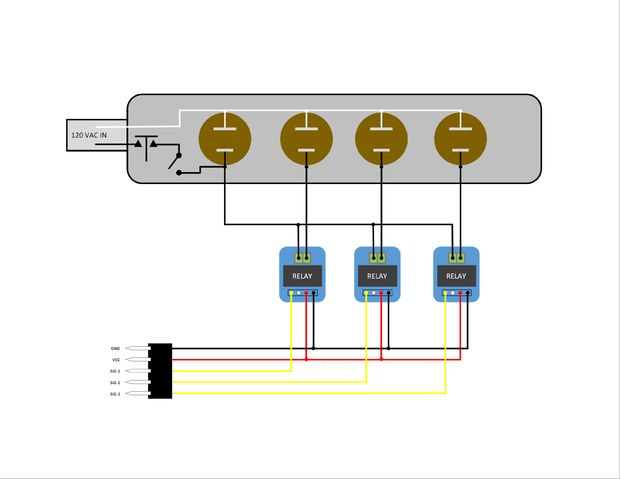 120 VAC IN
RELAY
RELAY
RELAY
GND
VCC
SIG 1
SIG 2
SIG 3